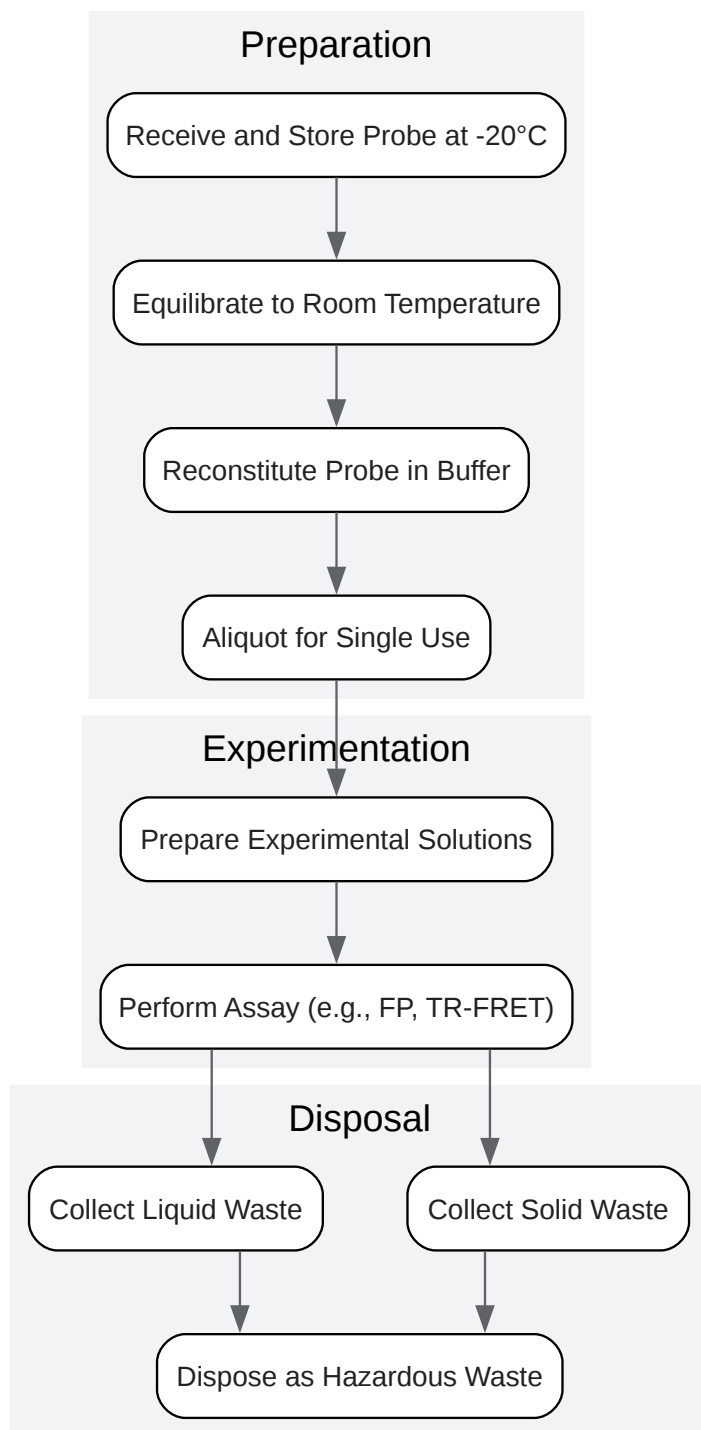 Preparation
Receive and Store Probe at -20°C
Equilibrate to Room Temperature
Reconstitute Probe in Buffer
Aliquot for Single Use
Experimentation
Prepare Experimental Solutions
Perform Assay (e.g., FP, TR-FRET)
Disposal
Collect Liquid Waste
Collect Solid Waste
Dispose as Hazardous Waste